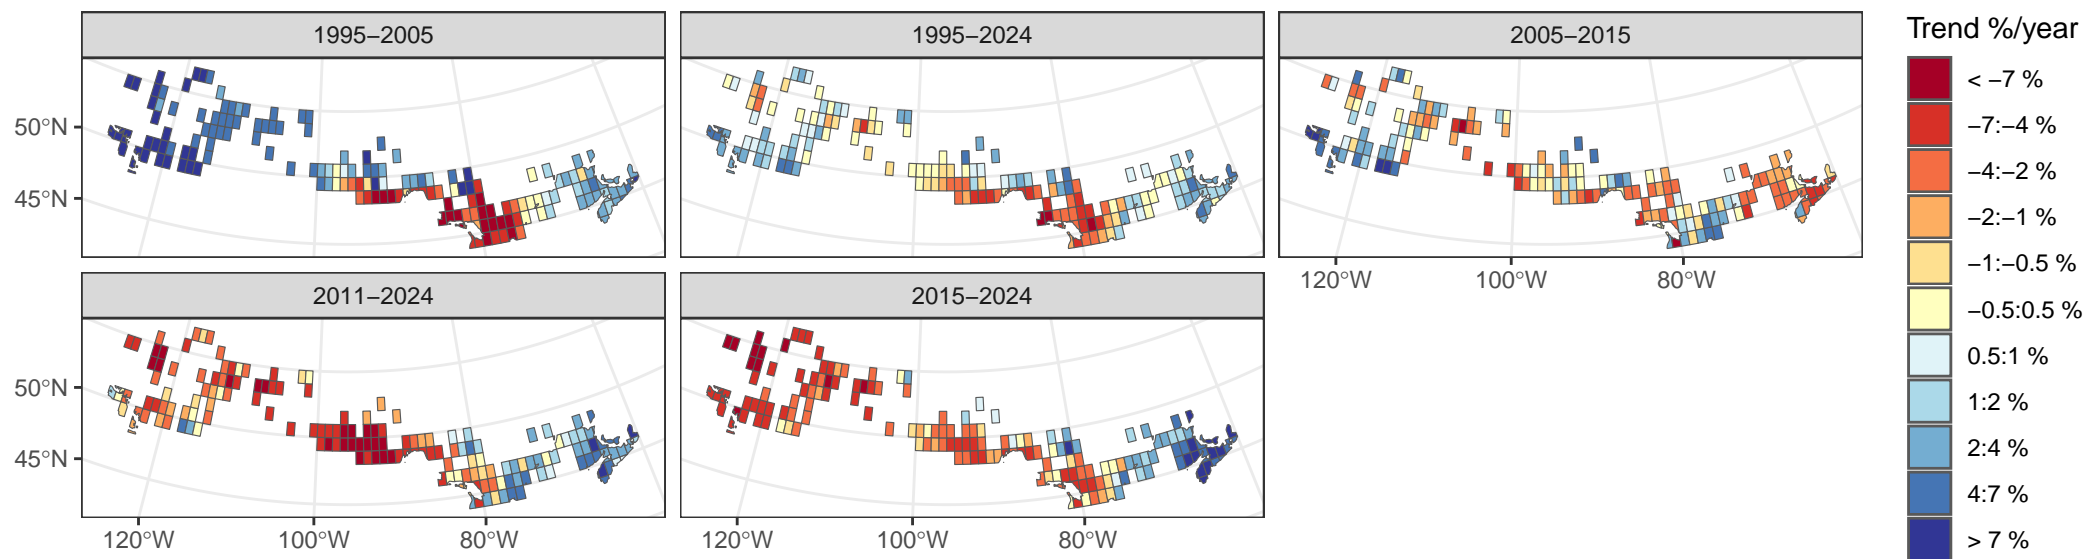 1995−2005
1995−2024
2005−2015
50°N
45°N
120°W
100°W
80°W
2011−2024
2015−2024
50°N
45°N
120°W
100°W
80°W
120°W
100°W
80°W
Trend %/year
< −7 %
−7:−4 %
−4:−2 %
−2:−1 %
−1:−0.5 %
−0.5:0.5 %
0.5:1 %
1:2 %
2:4 %
4:7 %
> 7 %